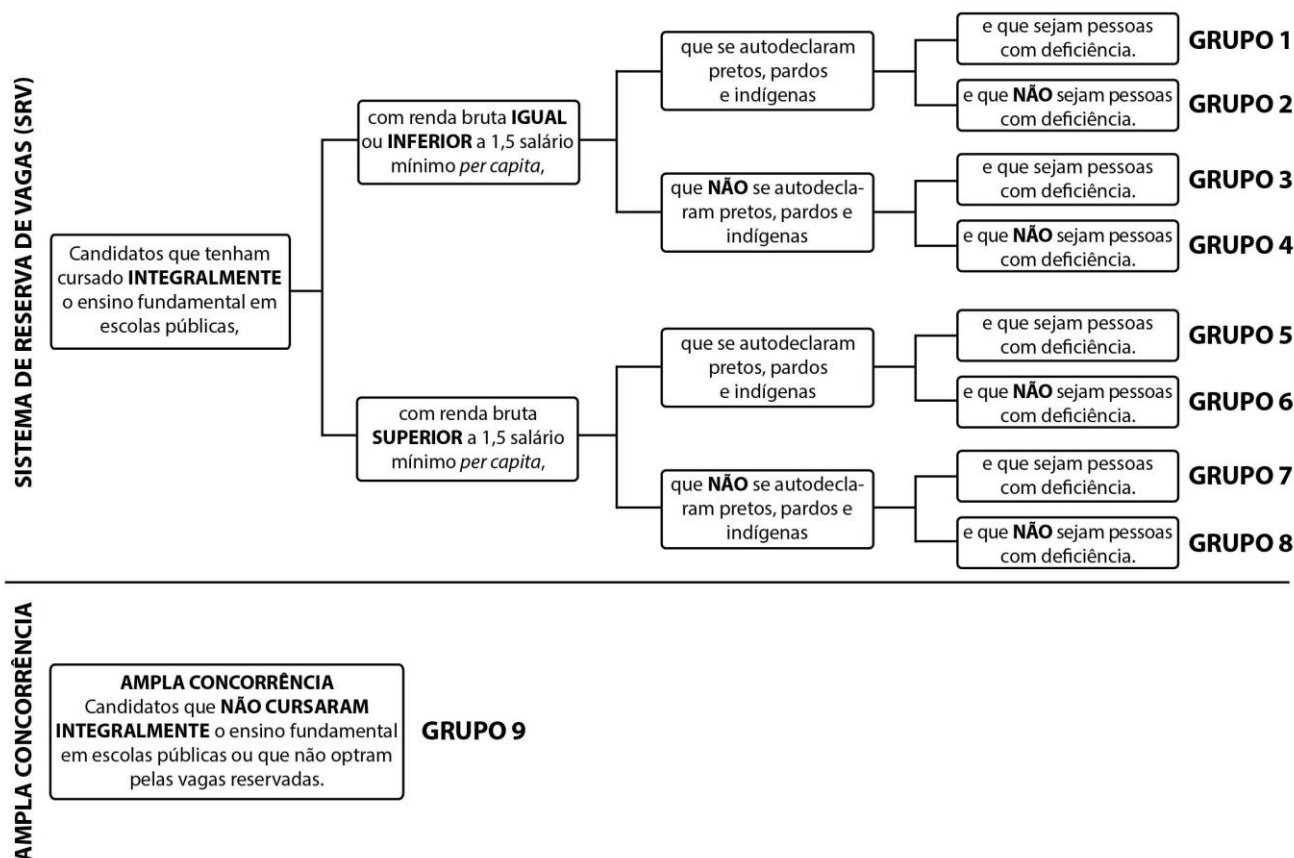 SISTEMA DE RESERVA DE VAGAS (SRV)
Candidatos que tenham
cursado INTEGRALMENTE
o ensino fundamental em
escolas públicas,
com renda bruta IGUAL
ou INFERIOR a 1,5 salário
mínimo per capita,
que se autodeclaram
pretos, pardos
e indígenas
e que sejam pessoas
com deficiência.
GRUPO 1
e que NÃO sejam pessoas
com deficiência.
GRUPO 2
que NÃO se autodecla-
ram pretos, pardos e
indígenas
e que sejam pessoas
com deficiência.
GRUPO 3
e que NÃO sejam pessoas
com deficiência.
GRUPO 4
com renda bruta
SUPERIOR a 1,5 salário
mínimo per capita,
que se autodeclaram
pretos, pardos
e indígenas
e que sejam pessoas
com deficiência.
GRUPO 5
e que NÃO sejam pessoas
com deficiência.
GRUPO 6
que NÃO se autodecla-
ram pretos, pardos e
indígenas
e que sejam pessoas
com deficiência.
GRUPO 7
e que NÃO sejam pessoas
com deficiência.
GRUPO 8
AMPLA CONCORRÊNCIA
AMPLA CONCORRÊNCIA
Candidatos que NÃO CURSARAM
INTEGRALMENTE o ensino fundamental
em escolas públicas ou que não optram
pelas vagas reservadas.
GRUPO 9